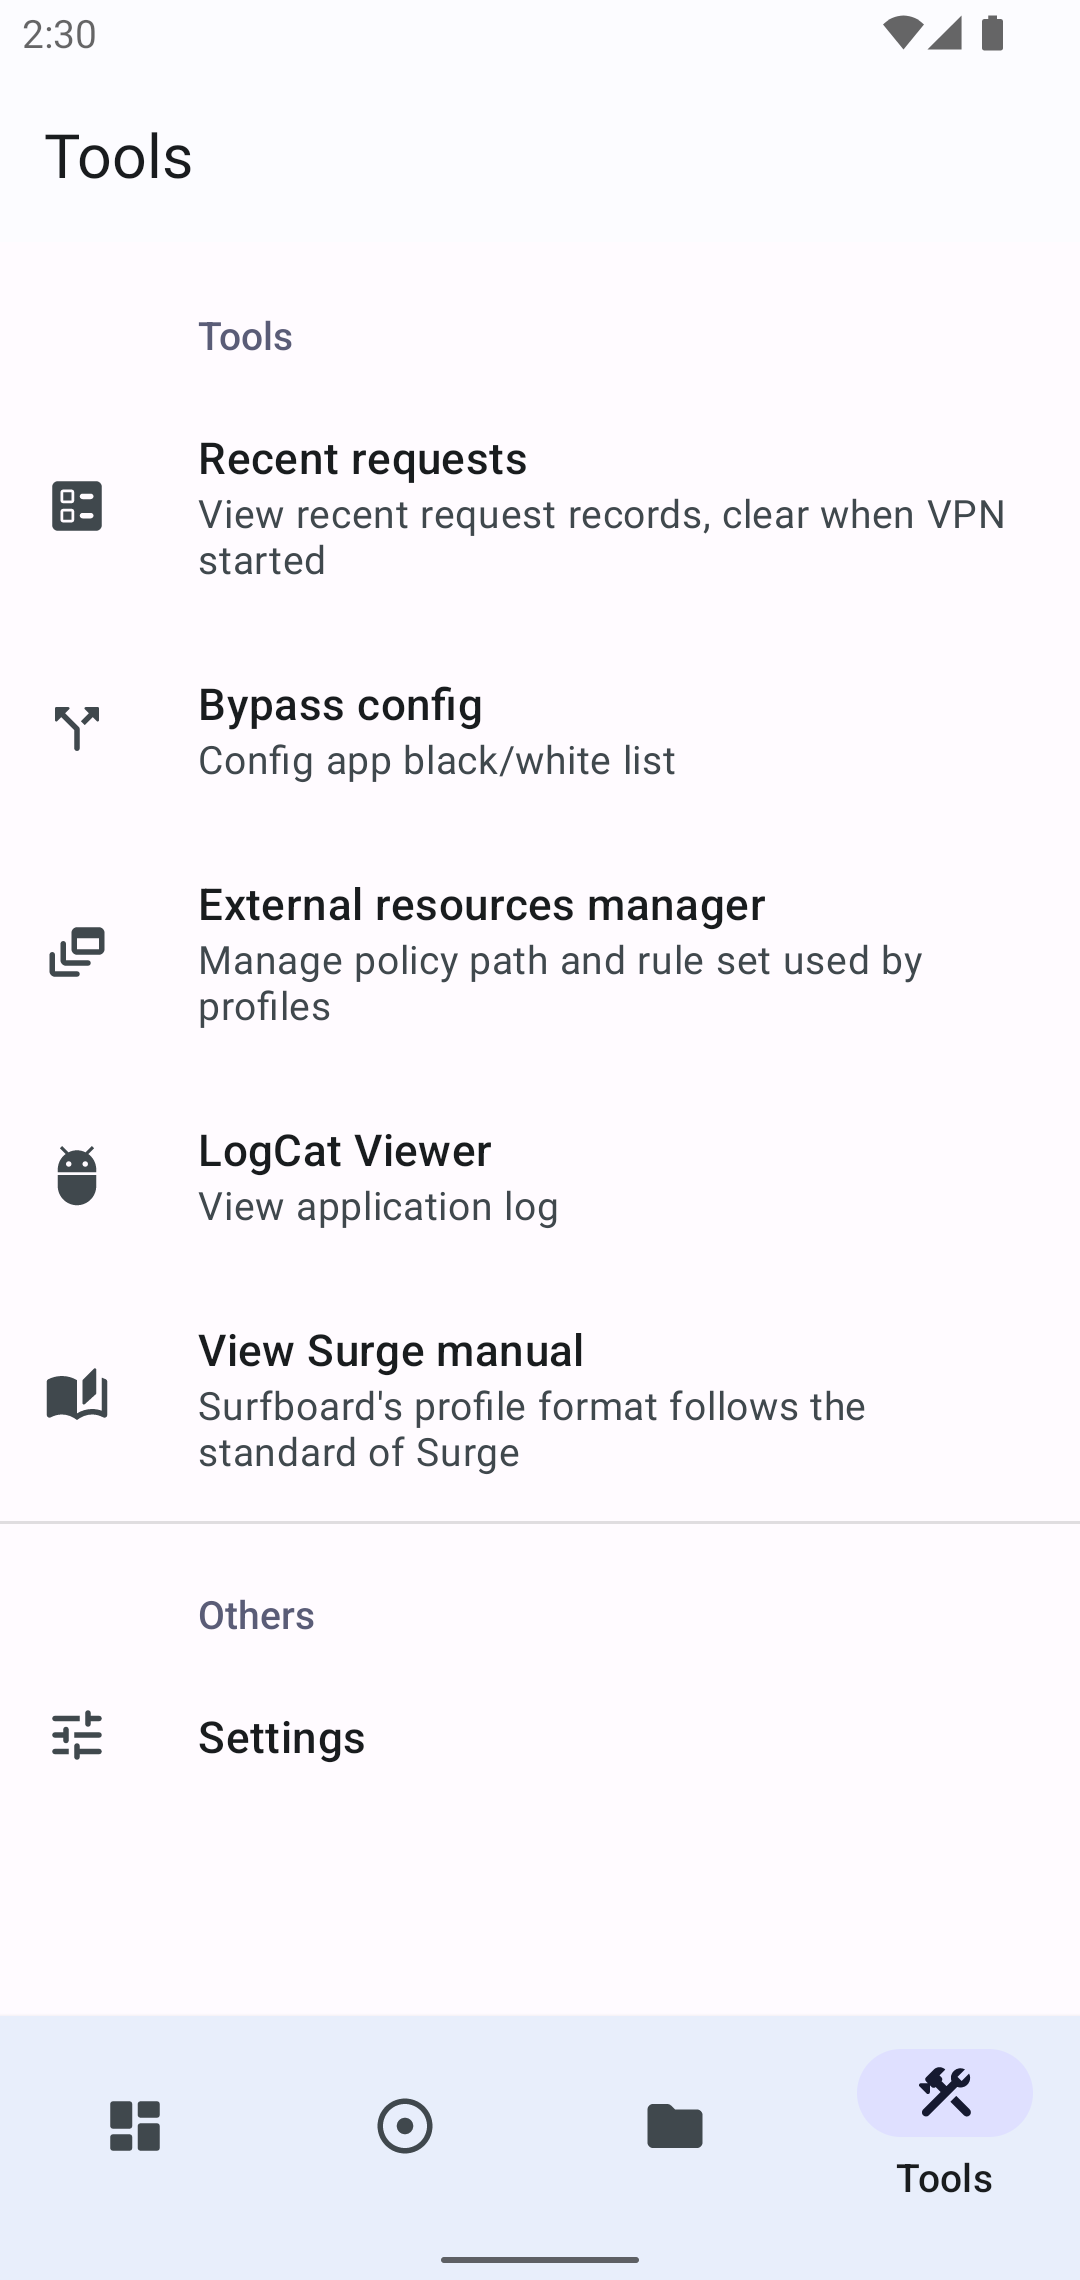 2:30
Tools
Tools
Recent requests
View recent request records, clear when VPN
started
Bypass config
Config app black/white list
External resources manager
Manage policy path and rule set used by
profiles
LogCat Viewer
View application log
View Surge manual
Surfboard's profile format follows the
standard of Surge
Others
Settings
Tools